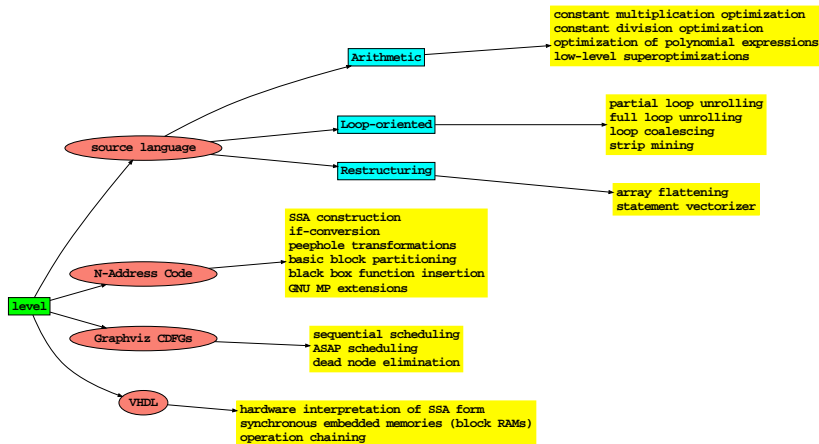 constant multiplication optimization
constant division optimization
optimization of polynomial expressions
low-level superoptimizations
Arithmetic
partial loop unrolling
full loop unrolling
loop coalescing
strip mining
Loop-oriented
source language
Restructuring
array flattening
statement vectorizer
SSA construction
if-conversion
peephole transformations
basic block partitioning
black box function insertion
GNU MP extensions
N-Address Code
level
Graphviz CDFGs
sequential scheduling
ASAP scheduling
dead node elimination
VHDL
hardware interpretation of SSA form
synchronous embedded memories (block RAMs)
operation chaining